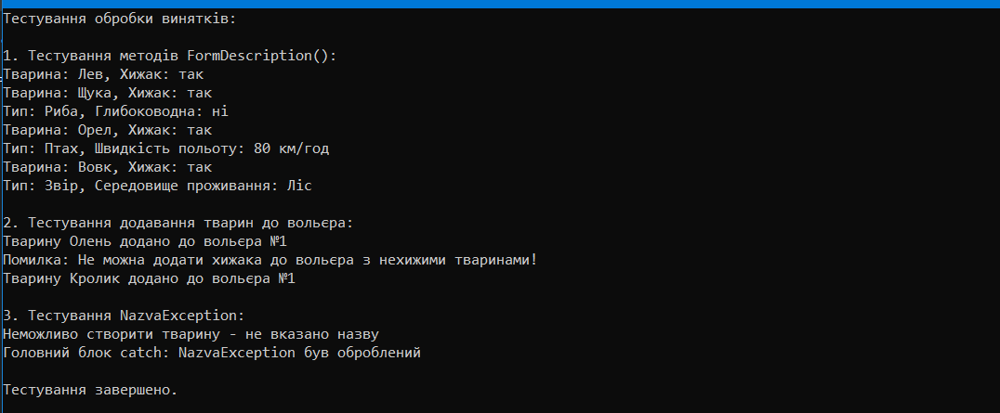 Тестування обробки винятків:
1. Тестування методів FormDescription():
Тварина: Лев, Хижак: так
Тварина: Щука, Хижак: так
Тип: Риба, Глибоководна: ні
Тварина: Орел, Хижак: так
Тип: Птах, Швидкість польоту: 80 км/год
Тварина: Вовк, Хижак: так
Тип: Звір, Середовище проживання: Ліс
2. Тестування додавання тварин до вольєра:
Тварину Олень додано до вольєра №1
Помилка: Не можна додати хижака до вольєра з нехижими тваринами!
Тварину Кролик додано до вольєра №1
3. Тестування NazvaException:
Неможливо створити тварину - не вказано назву
Головний блок catch: NazvaException був оброблений
Тестування завершено.